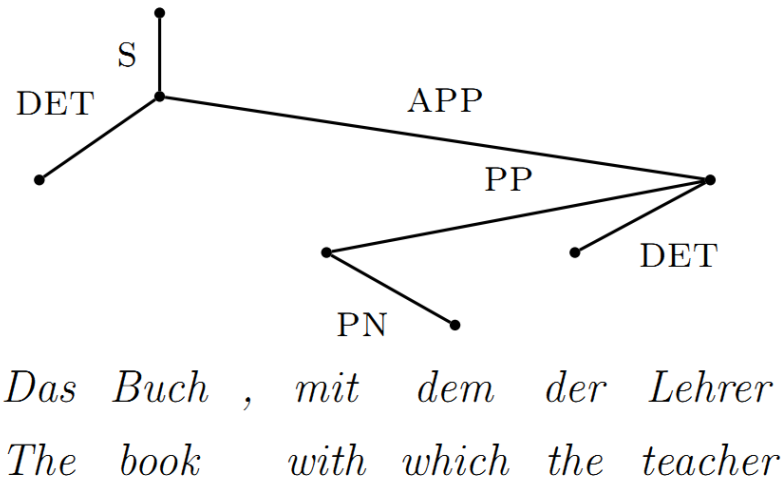 S
DET
APP
PP
DET
PN
Das Buch , mit dem der Lehrer
The book with which the teacher